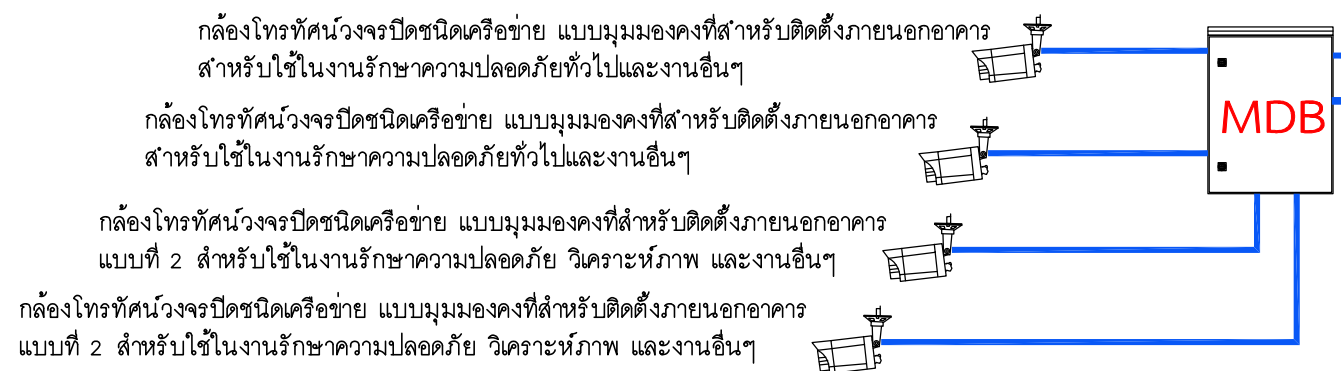 กล้องโทรทัศน์วงจรปิดชนิดเครือข่าย แบบมุมมองคงที่สำหรับติดตั้งภายนอกอาคาร
สำหรับใช้ในงานรักษาความปลอดภัยทั่วไปและงานอื่นๆ
กล้องโทรทัศน์วงจรปิดชนิดเครือข่าย แบบมุมมองคงที่สำหรับติดตั้งภายนอกอาคาร
สำหรับใช้ในงานรักษาความปลอดภัยทั่วไปและงานอื่นๆ
MDB
กล้องโทรทัศน์วงจรปิดชนิดเครือข่าย แบบมุมมองคงที่สำหรับติดตั้งภายนอกอาคาร
แบบที่ 2 สำหรับใช้ในงานรักษาความปลอดภัย วิเคราะห์ภาพ และงานอื่นๆ
กล้องโทรทัศน์วงจรปิดชนิดเครือข่าย แบบมุมมองคงที่สำหรับติดตั้งภายนอกอาคาร
แบบที่ 2 สำหรับใช้ในงานรักษาความปลอดภัย วิเคราะห์ภาพ และงานอื่นๆ